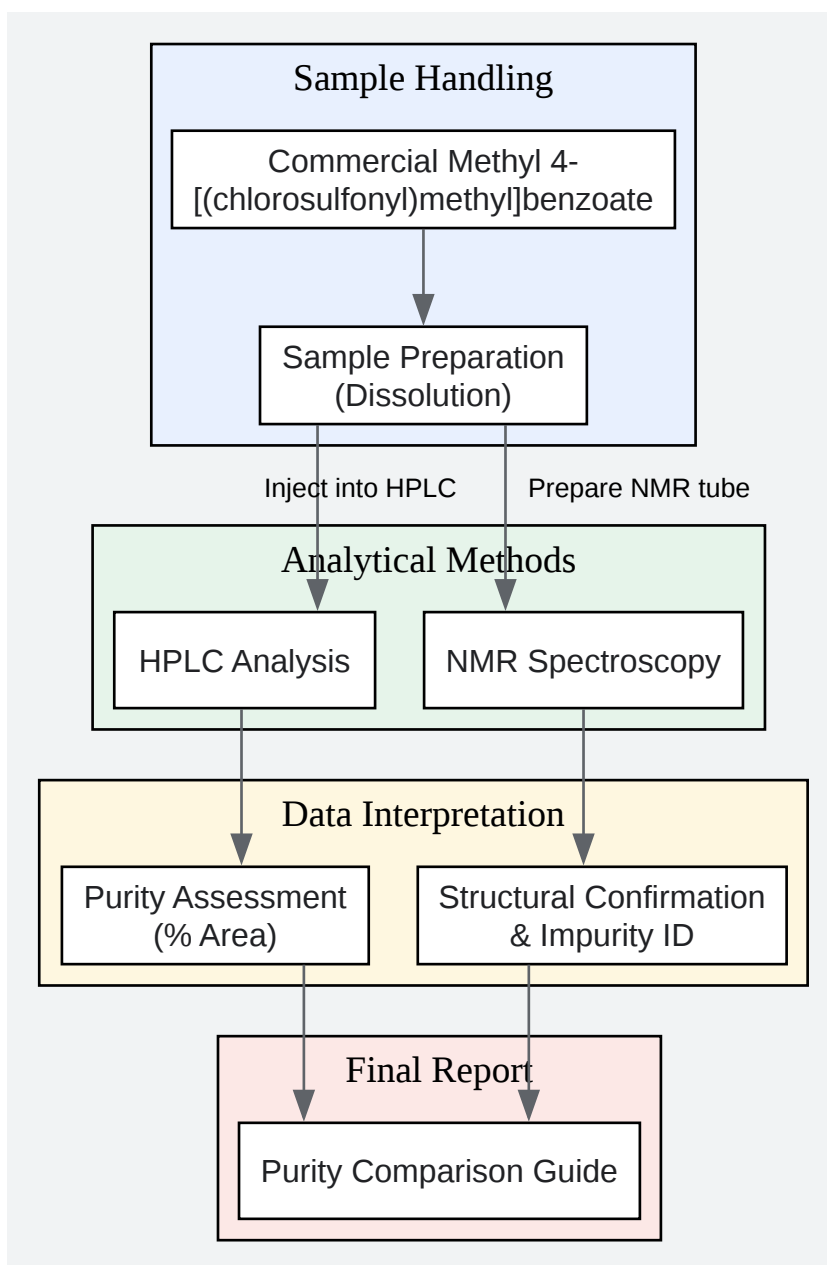 Sample Handling
Commercial Methyl 4-
[(chlorosulfonyl)methyl]benzoate
Sample Preparation
(Dissolution)
Inject into HPLC
Prepare NMR tube
Analytical Methods
HPLC Analysis
NMR Spectroscopy
Data Interpretation
Purity Assessment
(% Area)
Structural Confirmation
& Impurity ID
Final Report
Purity Comparison Guide